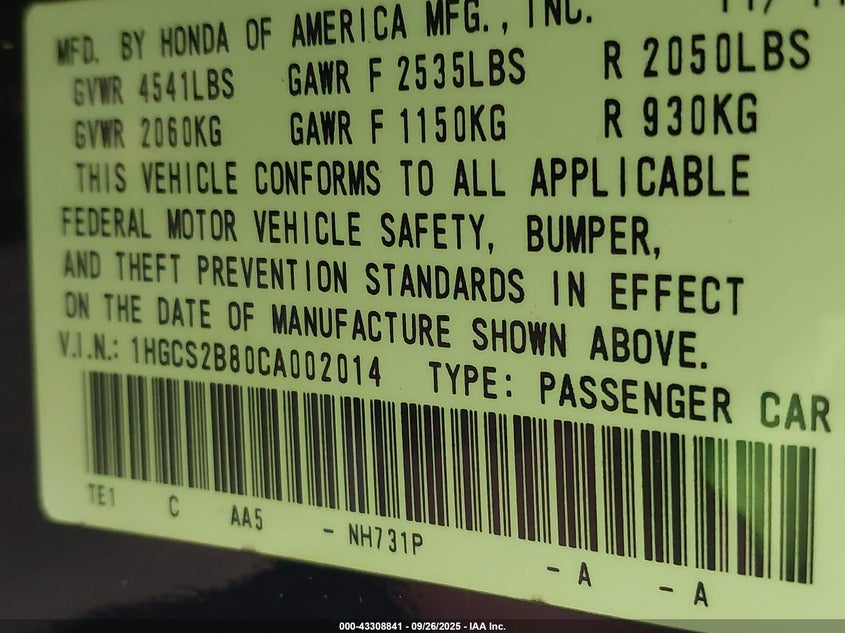 MFD. BY HONDA OF AMERICA MFG., INC.
GVWR 4541LBS GAWR F 2535LBS R 2050LBS
GVWR 2060KG GAWR F 1150KG R 930KG
THIS VEHICLE CONFORMS TO ALL APPLICABLE
FEDERAL MOTOR VEHICLE SAFETY, BUMPER,
AND THEFT PREVENTION STANDARDS IN EFFECT
ON THE DATE OF MANUFACTURE SHOWN ABOVE.
V.I.N.: 1HGCS2B80CA002014 TYPE: PASSENGER CAR
TE1 C AA5 - NH731P - A - A
000-43308841 - 09/26/2025 - IAA Inc.